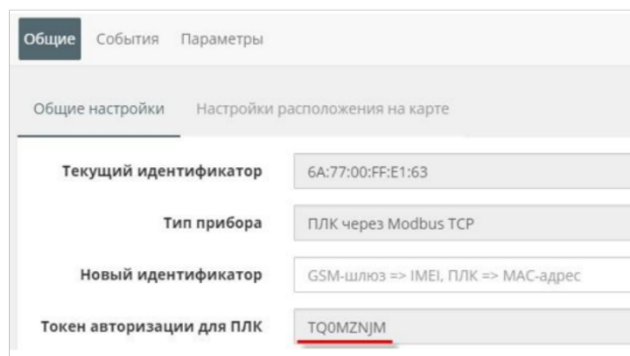 Общие События Параметры
Общие настройки Настройки расположения на карте
Текущий идентификатор 6A:77:00:FF:E1:63
Тип прибора ПЛК через Modbus TCP
Новый идентификатор GSM-шлюз => IMEI, ПЛК => MAC-адрес
Токен авторизации для ПЛК TQ0MZNJM